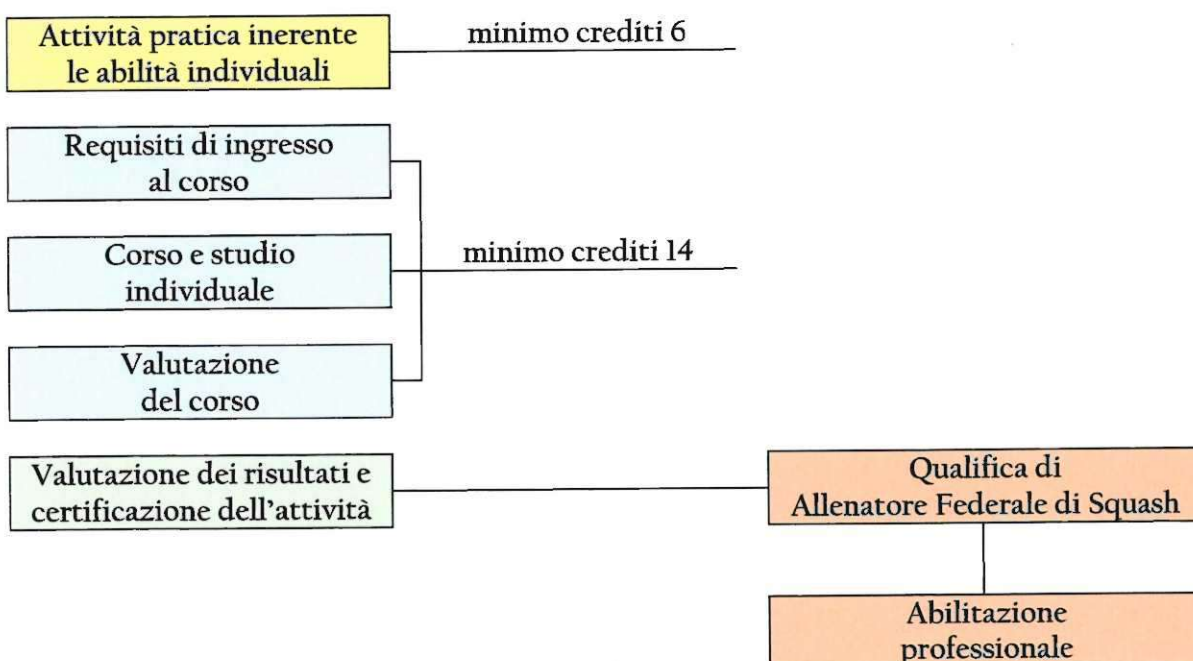 Attività pratica inerente
le abilità individuali
minimo crediti 6
Requisiti di ingresso
al corso
Corso e studio
individuale
minimo crediti 14
Valutazione
del corso
Valutazione dei risultati e
certificazione dell'attività
Qualifica di
Allenatore Federale di Squash
Abilitazione
professionale